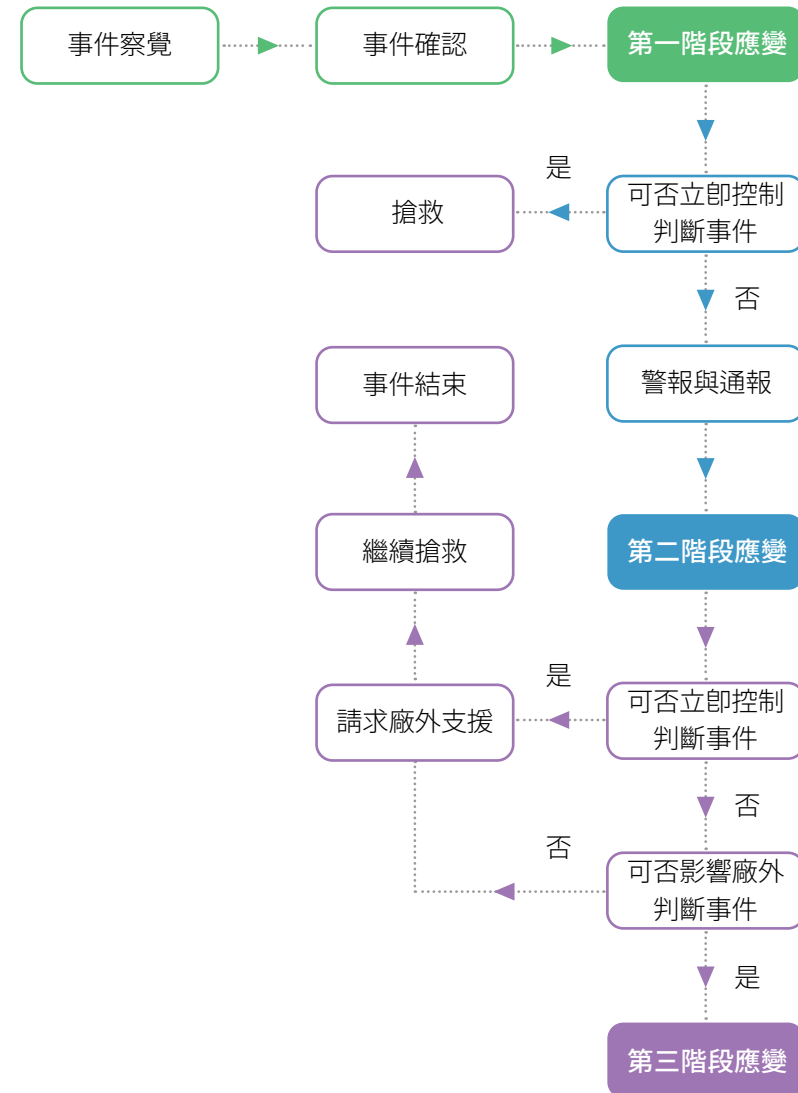 事件察覺
事件確認
第一階段應變
是
搶救
可否立即控制
判斷事件
否
事件結束
警報與通報
繼續搶救
第二階段應變
是
請求廠外支援
可否立即控制
判斷事件
否
否
可否影響廠外
判斷事件
是
第三階段應變